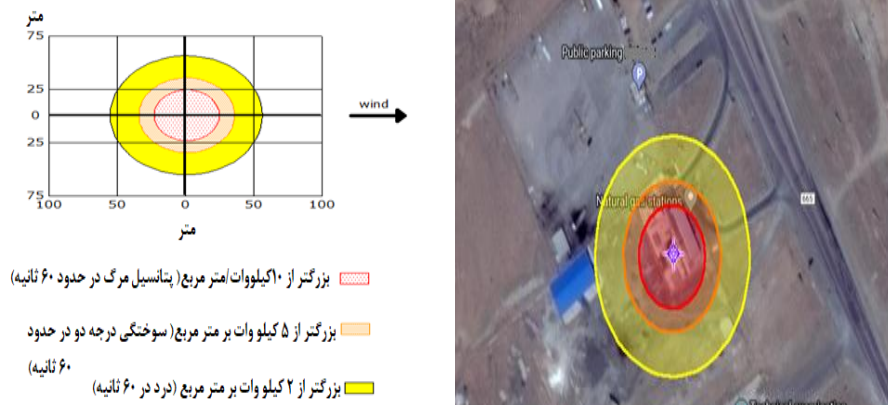 متر
75
25
0
25
75
100
50
0
50
100
متر
wind
بزرگتر از ۱۰کیلووات/متر مربع( پتانسیل مرگ در حدود ۶۰ ثانیه)
بزرگتر از ۵ کیلو وات بر متر مربع( سوختگی درجه دو در حدود
۶۰ ثانیه)
بزرگتر از ۲ کیلو وات بر متر مربع (درد در ۶۰ ثانیه)
Public parking
P
Natural gas stations
665